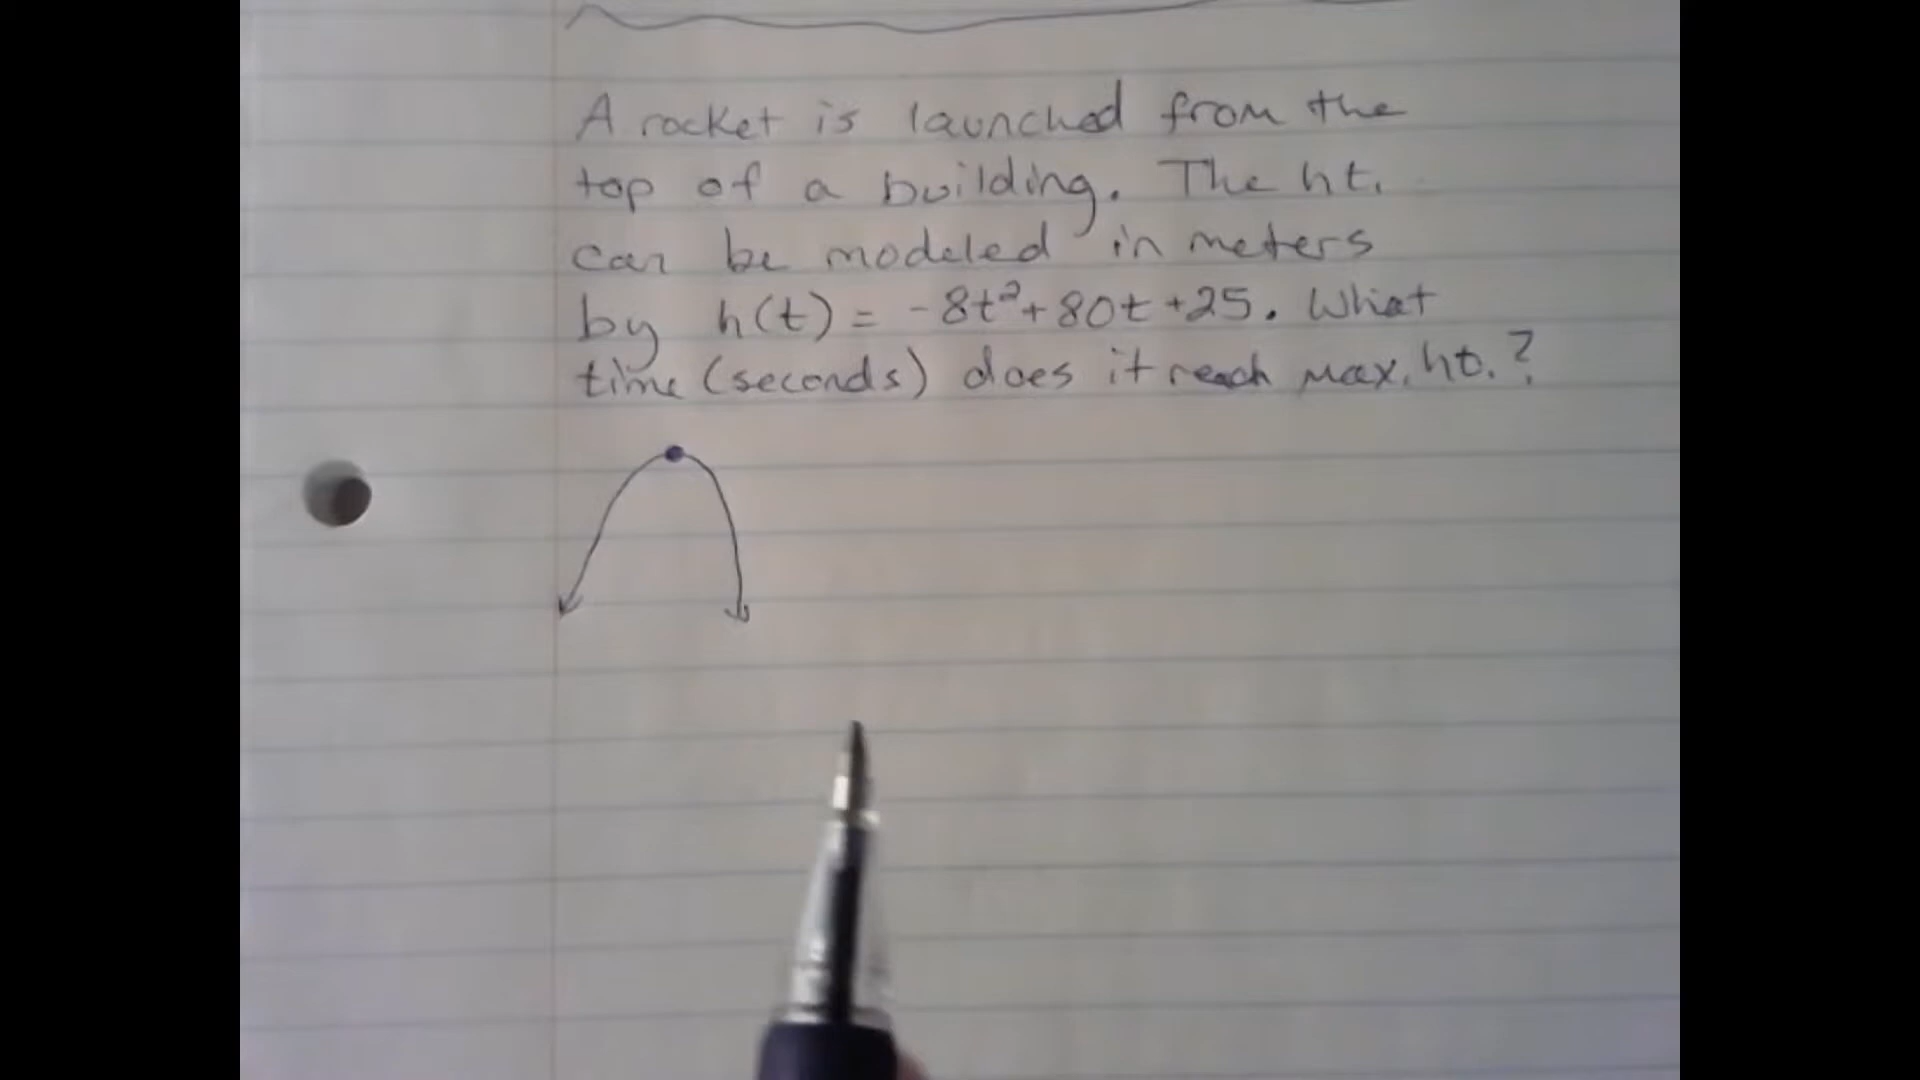 A rocket is launched from the
top of a building. The ht.
can be modeled in meters
by h(t) = -8t²+80t+25. What
time (seconds) does it reach max. ht.?